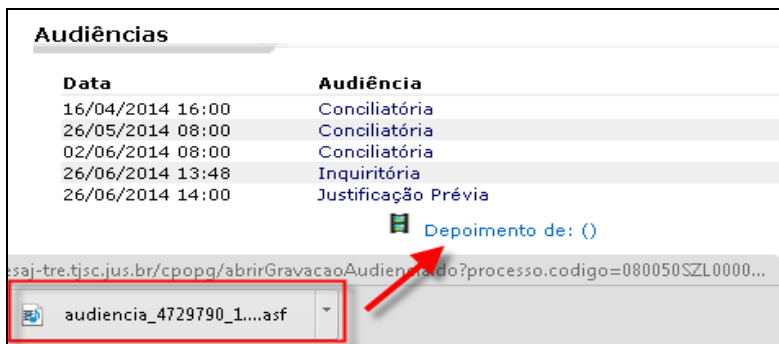 Audiências
Data Audiência
16/04/2014 16:00 Conciliatória
26/05/2014 08:00 Conciliatória
02/06/2014 08:00 Conciliatória
26/06/2014 13:48 Inquiritória
26/06/2014 14:00 Justificação Prévia
Depoimento de: ()
esaj-tre.tjsc.jus.br/cpopg/abrirGravacaoAudiencia.do?processo.codigo=080050SZL0000...
audiencia_4729790_1....asf